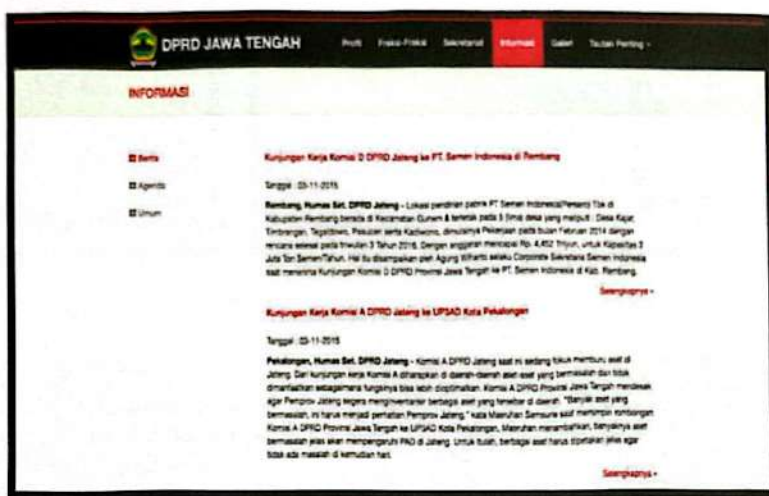 DPRD JAWA TENGAH
Profil Fraksi-Fraksi Sekretariat Informasi Galeri Tautan Penting
INFORMASI
Berita
Agenda
Umum
Kunjungan Kerja Komisi D DPRD Jateng ke PT. Semen Indonesia di Rembang
Tanggal : 03-11-2015
Rembang, Humas Set. DPRD Jateng - Lokasi pendirian pabrik PT Semen Indonesia(Persero) Tbk di
Kabupaten Rembang berada di Kecamatan Gunem & terletak pada 5 (lima) desa yang meliputi : Desa Kajar,
Timbrangan, Tegaldowo, Pasucen serta Kadiwono, dimulainya Pekerjaan pada bulan Februari 2014 dengan
rencana selesai pada triwulan 3 Tahun 2016. Dengan anggaran mencapai Rp. 4,452 Triyun, untuk Kapasitas 3
Juta Ton Semen/Tahun. Hal itu disampaikan oleh Agung Wiharto selaku Corporate Sekretaris Semen Indonesia
saat menerima Kunjungan Komisi D DPRD Provinsi Jawa Tengah ke PT. Semen Indonesia di Kab. Rembang.
Selengkapnya
Kunjungan Kerja Komisi A DPRD Jateng ke UP3AD Kota Pekalongan
Tanggal : 03-11-2015
Pekalongan, Humas Set. DPRD Jateng - Komisi A DPRD Jateng saat ini sedang fokus memburu aset di
Jateng. Dari kunjungan kerja Komisi A diharapkan di daerah-daerah aset-aset yang bermasalah dan tidak
dimanfaatkan sebagaimana fungsinya bisa lebih dioptimalkan. Komisi A DPRD Provinsi Jawa Tengah mendesak
agar Pemprov Jateng segera menginventarisir berbagai aset yang tersebar di daerah. "Banyak aset yang
bermasalah, ini harus menjadi perhatian Pemprov Jateng," kata Masruhan Samsurie saat memimpin rombongan
Komisi A DPRD Provinsi Jawa Tengah ke UP3AD Kota Pekalongan, Masruhan menambahkan, banyaknya aset
bermasalah jelas akan mempengaruhi PAD di Jateng. Untuk itulah, berbagai aset harus dipetakan jelas agar
tidak ada masalah di kemudian hari.
Selengkapnya